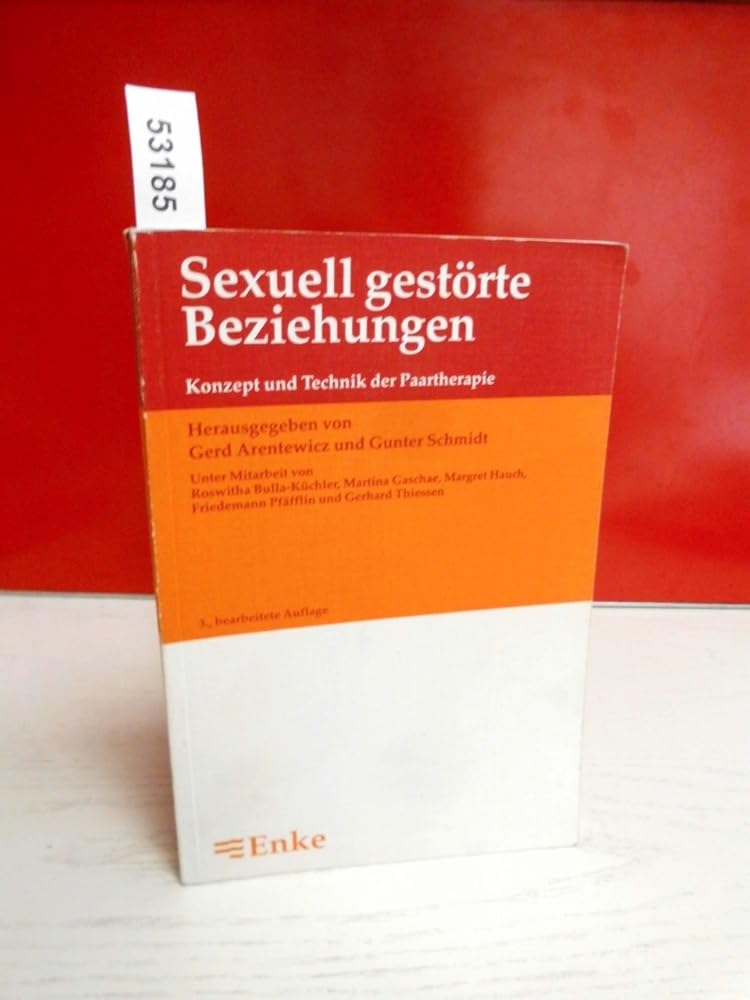 53185
Sexuell gestörte
Beziehungen
Konzept und Technik der Paartherapie
Herausgegeben von
Gerd Arentewicz und Gunter Schmidt
Unter Mitarbeit von
Roswitha Bulla-Küchler, Martina Gaschae, Margret Hauch,
Friedemann Pfäfflin und Gerhard Thiessen
3., bearbeitete Auflage
Enke